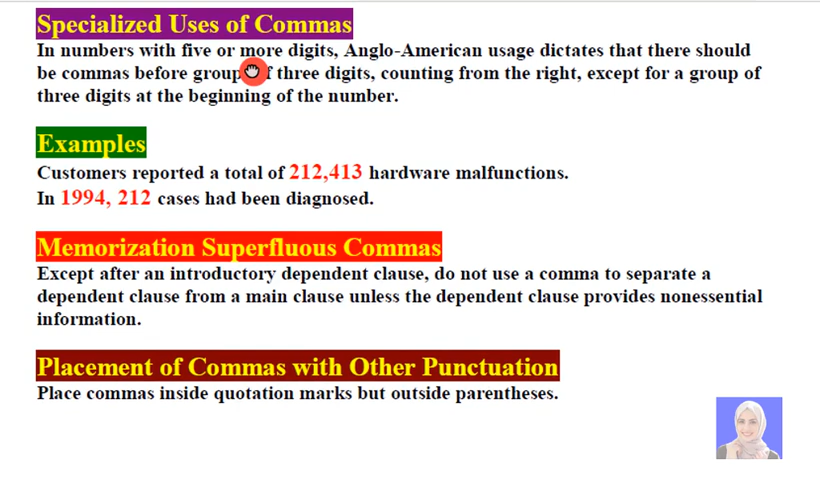 Specialized Uses of Commas
In numbers with five or more digits, Anglo-American usage dictates that there should
be commas before group f three digits, counting from the right, except for a group of
three digits at the beginning of the number.
Examples
Customers reported a total of 212,413 hardware malfunctions.
In 1994, 212 cases had been diagnosed.
Memorization Superfluous Commas
Except after an introductory dependent clause, do not use a comma to separate a
dependent clause from a main clause unless the dependent clause provides nonessential
information.
Placement of Commas with Other Punctuation
Place commas inside quotation marks but outside parentheses.